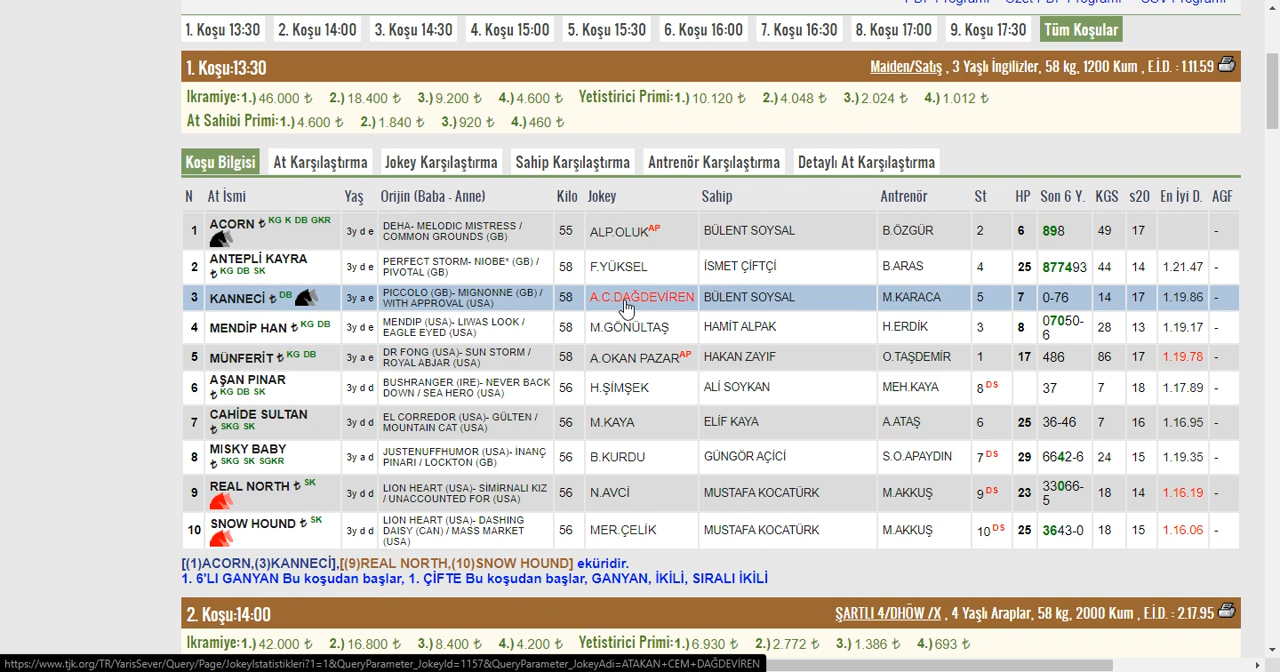 1. Koşu 13:30 2. Koşu 14:00 3. Koşu 14:30 4. Koşu 15:00 5. Koşu 15:30 6. Koşu 16:00 7. Koşu 16:30 8. Koşu 17:00 9. Koşu 17:30 Tüm Koşular
1. Koşu:13:30 Maiden/Satış , 3 Yaşlı İngilizler, 58 kg, 1200 Kum , E.İ.D. : 1.11.59
Ikramiye:1.) 46.000 ₺ 2.) 18.400 ₺ 3.) 9.200 ₺ 4.) 4.600 ₺ Yetistirici Primi:1.) 10.120 ₺ 2.) 4.048 ₺ 3.) 2.024 ₺ 4.) 1.012 ₺
At Sahibi Primi:1.) 4.600 ₺ 2.) 1.840 ₺ 3.) 920 ₺ 4.) 460 ₺
Koşu Bilgisi At Karşılaştırma Jokey Karşılaştırma Sahip Karşılaştırma Antrenör Karşılaştırma Detaylı At Karşılaştırma
N At İsmi Yaş Orijin (Baba - Anne) Kilo Jokey Sahip Antrenör St HP Son 6 Y. KGS s20 En İyi D. AGF
1 ACORN ₺ KG K DB GKR 3y d e DEHA- MELODIC MISTRESS / COMMON GROUNDS (GB) 55 ALP.OLUK AP BÜLENT SOYSAL B.ÖZGÜR 2 6 898 49 17 -
2 ANTEPLİ KAYRA ₺ KG DB SK 3y d e PERFECT STORM- NIOBE* (GB) / PIVOTAL (GB) 58 F.YÜKSEL İSMET ÇİFTÇİ B.ARAS 4 25 877493 44 14 1.21.47 -
3 KANNECİ ₺ DB 3y a e PICCOLO (GB)- MIGNONNE (GB) / WITH APPROVAL (USA) 58 A.C.DAĞDEVİREN BÜLENT SOYSAL M.KARACA 5 7 0-76 14 17 1.19.86 -
4 MENDİP HAN ₺ KG DB 3y d e MENDIP (USA)- LIWAS LOOK / EAGLE EYED (USA) 58 M.GÖNÜLTAŞ HAMİT ALPAK H.ERDİK 3 8 07050-6 28 13 1.19.17 -
5 MÜNFERİT ₺ KG DB 3y a e DR FONG (USA)- SUN STORM / ROYAL ABJAR (USA) 58 A.OKAN PAZAR AP HAKAN ZAYIF O.TAŞDEMİR 1 17 486 86 17 1.19.78 -
6 AŞAN PINAR ₺ KG DB SK 3y d d BUSHRANGER (IRE)- NEVER BACK DOWN / SEA HERO (USA) 56 H.ŞİMŞEK ALİ SOYKAN MEH.KAYA 8 DS 37 7 18 1.17.89 -
7 CAHİDE SULTAN ₺ SKG SK 3y d d EL CORREDOR (USA)- GÜLTEN / MOUNTAIN CAT (USA) 56 M.KAYA ELİF KAYA A.ATAŞ 6 25 36-46 7 16 1.16.95 -
8 MISKY BABY ₺ SKG SK SGKR 3y a d JUSTENUFFHUMOR (USA)- İNANÇ PINARI / LOCKTON (GB) 56 B.KURDU GÜNGÖR AÇİCİ S.O.APAYDIN 7 DS 29 6642-6 24 15 1.19.35 -
9 REAL NORTH ₺ SK 3y d d LION HEART (USA)- SİMİRNALI KIZ / UNACCOUNTED FOR (USA) 56 N.AVCİ MUSTAFA KOCATÜRK M.AKKUŞ 9 DS 23 33066-5 18 14 1.16.19 -
10 SNOW HOUND ₺ SK 3y d d LION HEART (USA)- DASHING DAISY (CAN) / MASS MARKET (USA) 56 MER.ÇELİK MUSTAFA KOCATÜRK M.AKKUŞ 10 DS 25 3643-0 18 15 1.16.06 -
[(1)ACORN,(3)KANNECİ],[(9)REAL NORTH,(10)SNOW HOUND] eküridir.
1. 6'LI GANYAN Bu koşudan başlar, 1. ÇİFTE Bu koşudan başlar, GANYAN, İKİLİ, SIRALI İKİLİ
2. Koşu:14:00 ŞARTLI 4/DHÖW /X , 4 Yaşlı Araplar, 58 kg, 2000 Kum , E.İ.D. : 2.17.95
Ikramiye:1.) 42.000 ₺ 2.) 16.800 ₺ 3.) 8.400 ₺ 4.) 4.200 ₺ Yetistirici Primi:1.) 6.930 ₺ 2.) 2.772 ₺ 3.) 1.386 ₺ 4.) 693 ₺
https://www.tjk.org/TR/YarisSever/Query/Page/JokeyIstatistikleri?1=1&QueryParameter_JokeyId=1157&QueryParameter_JokeyAdi=ATAKAN+CEM+DAĞDEVİREN